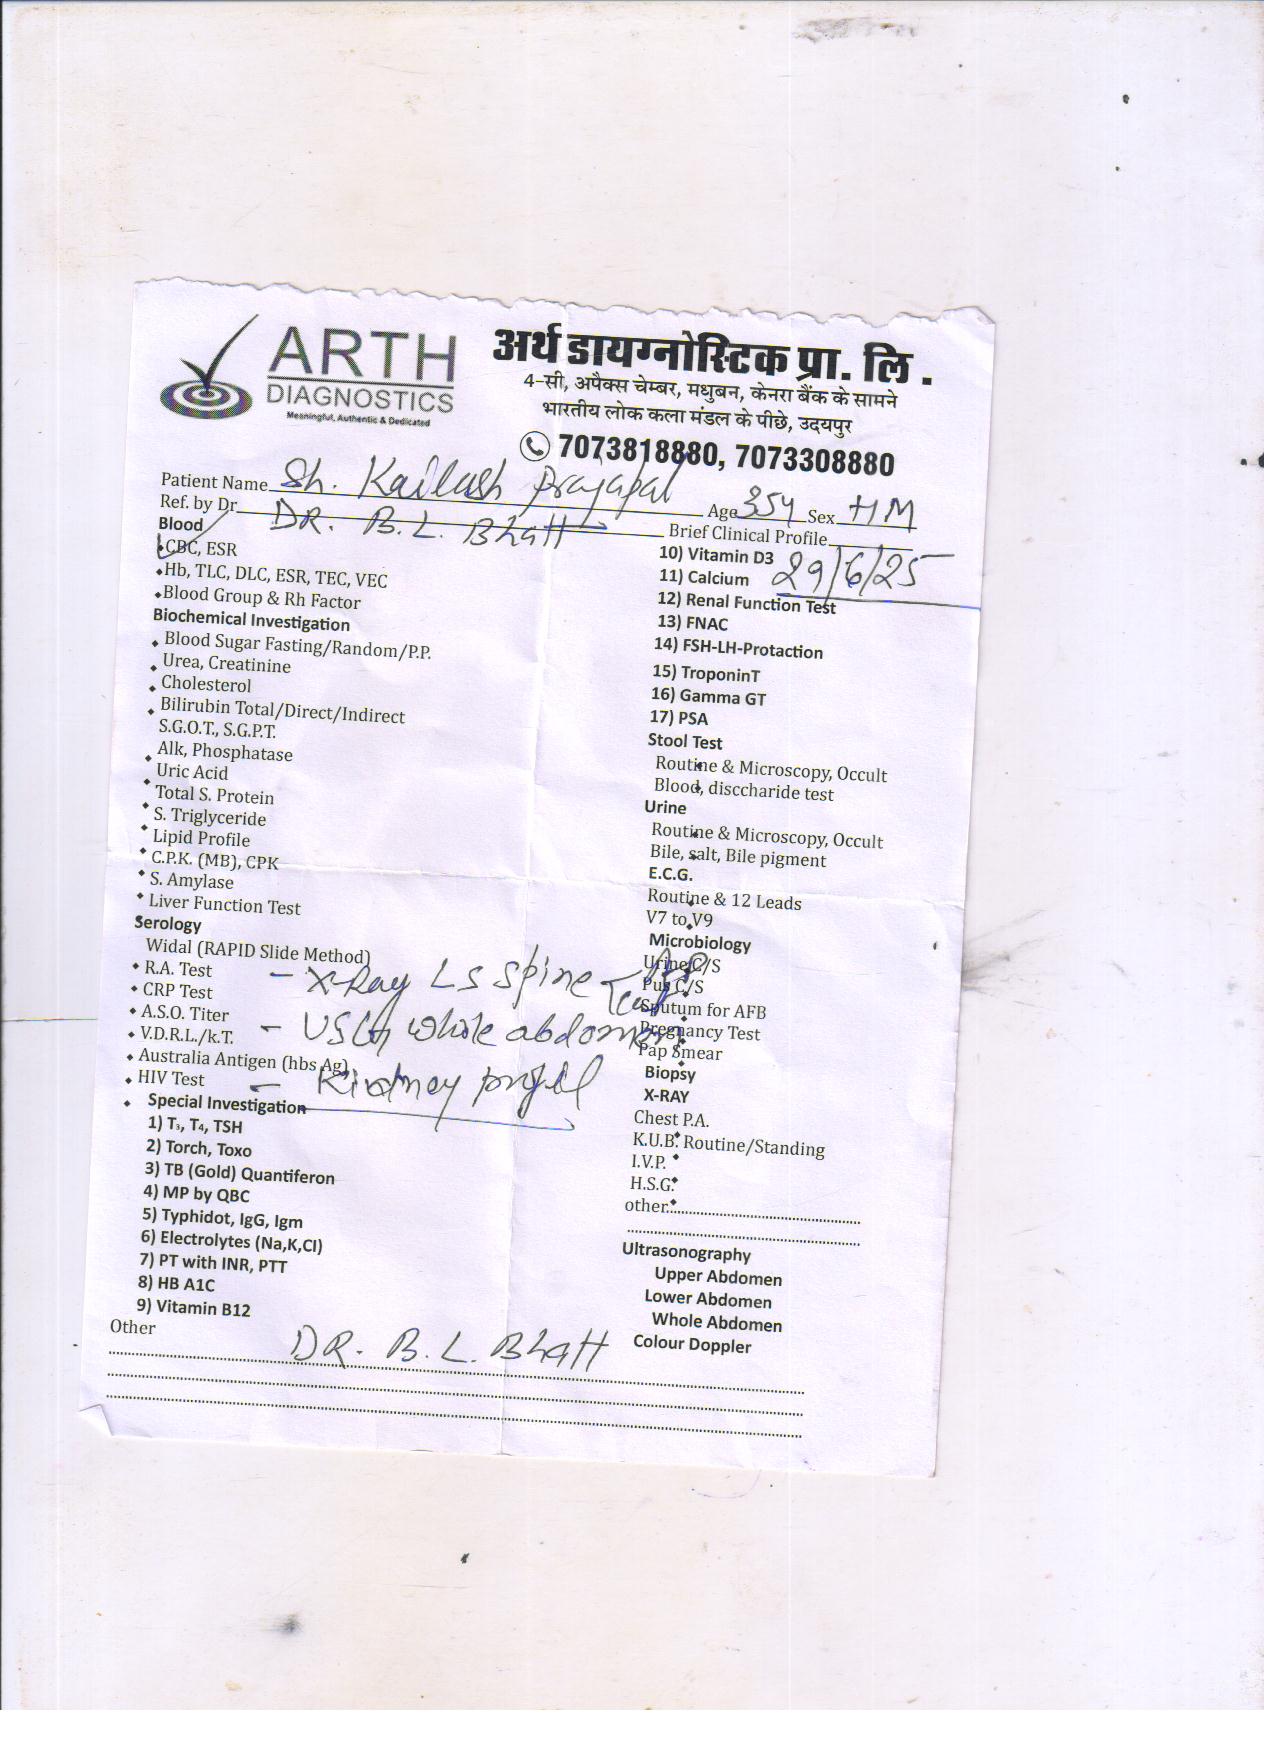 ARTH
DIAGNOSTICS
Meaningful, Authentic & Dedicated
अर्थ डायग्नोस्टिक प्रा. लि .
4-सी, अपैक्स चेम्बर, मधुबन, केनरा बैंक के सामने
भारतीय लोक कला मंडल के पीछे, उदयपुर
7073818880, 7073308880
Patient Name Sh. Kailash Prajapat Age 35y Sex HM
Ref. by Dr. DR. B. L. Bhatt Brief Clinical Profile
29/6/25
Blood
CBC, ESR
Hb, TLC, DLC, ESR, TEC, VEC
Blood Group & Rh Factor
Biochemical Investigation
Blood Sugar Fasting/Random/P.P.
Urea, Creatinine
Cholesterol
Bilirubin Total/Direct/Indirect
S.G.O.T., S.G.P.T.
Alk, Phosphatase
Uric Acid
Total S. Protein
S. Triglyceride
Lipid Profile
C.P.K. (MB), CPK
S. Amylase
Liver Function Test
Serology
Widal (RAPID Slide Method)
R.A. Test
CRP Test
A.S.O. Titer
V.D.R.L./k.T.
Australia Antigen (hbs Ag)
HIV Test
- X-Ray LS Spine - AP
- USG whole abdomen
- Kidney profil
Special Investigation
1) T₃, T₄, TSH
2) Torch, Toxo
3) TB (Gold) Quantiferon
4) MP by QBC
5) Typhidot, IgG, Igm
6) Electrolytes (Na,K,Cl)
7) PT with INR, PTT
8) HB A1C
9) Vitamin B12
10) Vitamin D3
11) Calcium
12) Renal Function Test
13) FNAC
14) FSH-LH-Protaction
15) TroponinT
16) Gamma GT
17) PSA
Stool Test
Routine & Microscopy, Occult
Blood, disccharide test
Urine
Routine & Microscopy, Occult
Bile, salt, Bile pigment
E.C.G.
Routine & 12 Leads
V7 to V9
Microbiology
Urine C/S
Pus C/S
Sputum for AFB
Pregnancy Test
Pap Smear
Biopsy
X-RAY
Chest P.A.
K.U.B. Routine/Standing
I.V.P.
H.S.G.
other
Ultrasonography
Upper Abdomen
Lower Abdomen
Whole Abdomen
Colour Doppler
Other
DR. B. L. Bhatt